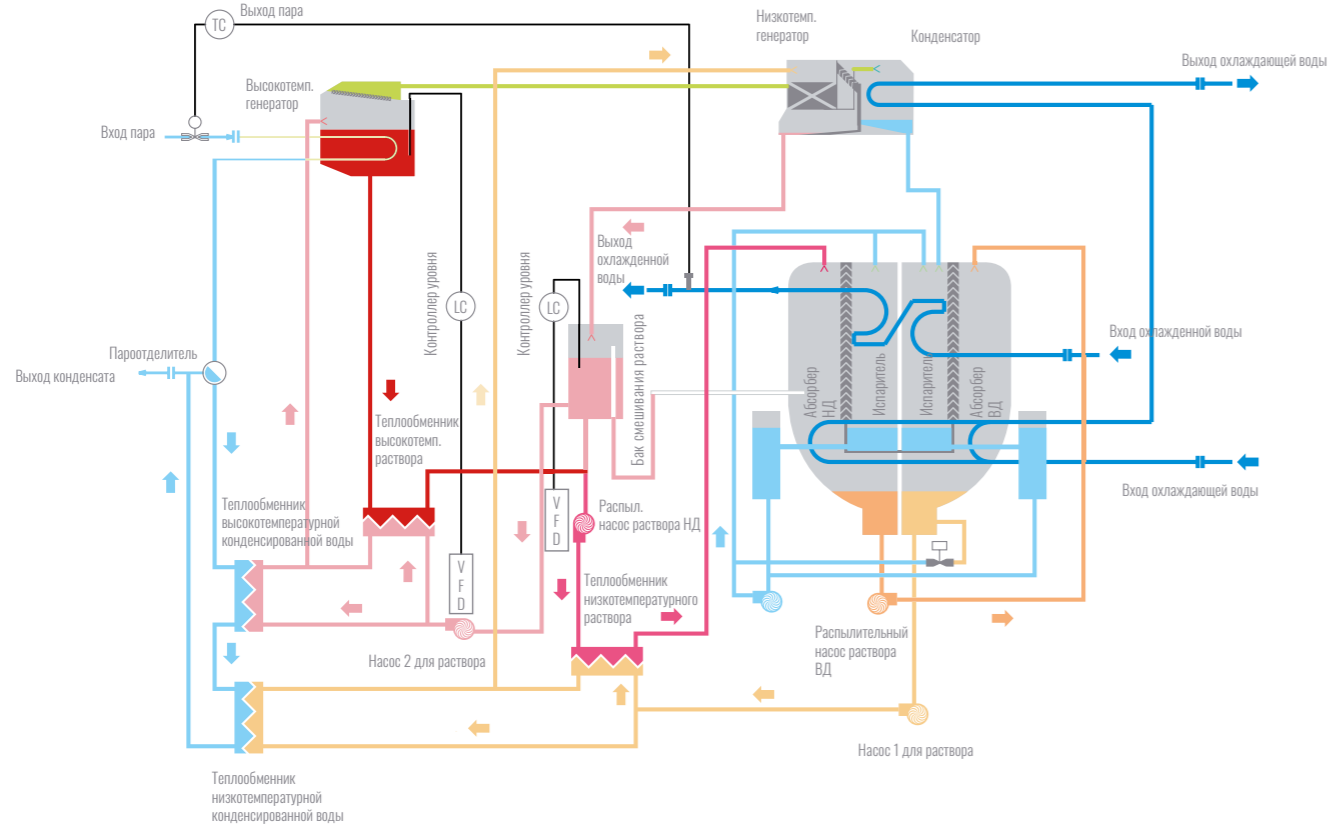 Выход пара
TC
Низкотемп.
генератор
Конденсатор
Выход охлаждающей воды
Высокотемп.
генератор
Вход пара
Выход
охлажденной
воды
Контроллер уровня
LC
Контроллер уровня
LC
Вход охлажденной воды
Пароотделитель
Выход конденсата
Бак смешивания раствора
Абсорбер
НД
Испаритель
Испаритель
Абсорбер
ВД
Теплообменник
высокотемп.
раствора
Вход охлаждающей воды
Теплообменник
высокотемпературной
конденсированной воды
V
F
D
Распыл.
насос раствора НД
V
F
D
Теплообменник
низкотемпературного
раствора
Распылительный
насос раствора
ВД
Насос 2 для раствора
Насос 1 для раствора
Теплообменник
низкотемпературной
конденсированной воды